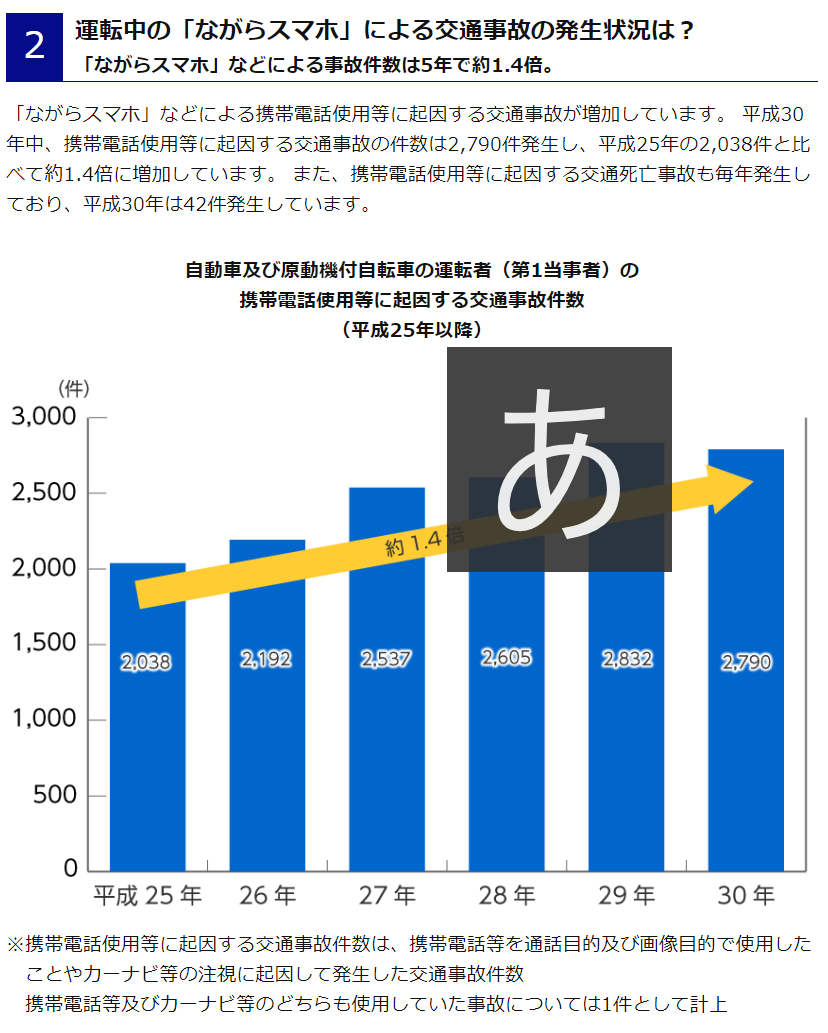 2
運転中の「ながらスマホ」による交通事故の発生状況は？
「ながらスマホ」などによる事故件数は5年で約1.4倍。
「ながらスマホ」などによる携帯電話使用等に起因する交通事故が増加しています。 平成30
年中、携帯電話使用等に起因する交通事故の件数は2,790件発生し、平成25年の2,038件と比
べて約1.4倍に増加しています。 また、携帯電話使用等に起因する交通死亡事故も毎年発生し
ており、平成30年は42件発生しています。
自動車及び原動機付自転車の運転者（第1当事者）の
携帯電話使用等に起因する交通事故件数
（平成25年以降）
（件）
3,000
2,500
2,000
1,500
1,000
500
0
あ
約 1.4 倍
2,038
2,192
2,537
2,605
2,832
2,790
平成 25 年
26 年
27 年
28 年
29 年
30 年
※携帯電話使用等に起因する交通事故件数は、携帯電話等を通話目的及び画像目的で使用した
ことやカーナビ等の注視に起因して発生した交通事故件数
携帯電話等及びカーナビ等のどちらも使用していた事故については1件として計上